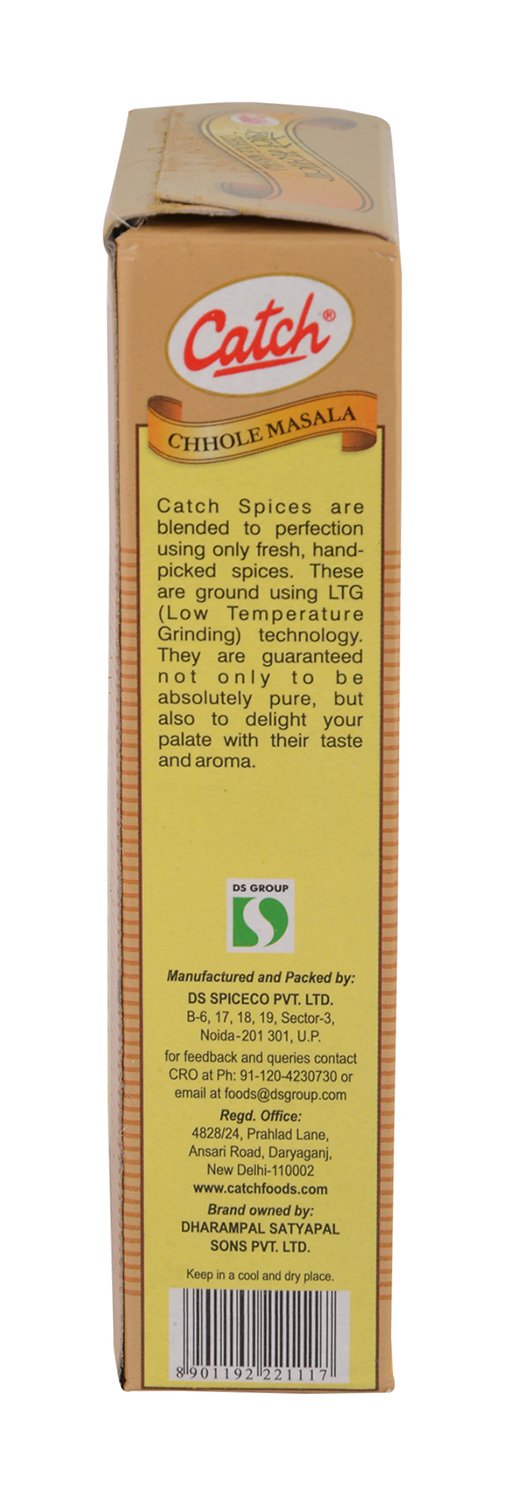 Catch®
CHHOLE MASALA
Catch Spices are
blended to perfection
using only fresh, hand-
picked spices. These
are ground using LTG
(Low Temperature
Grinding) technology.
They are guaranteed
not only to be
absolutely pure, but
also to delight your
palate with their taste
and aroma.
DS GROUP
Manufactured and Packed by:
DS SPICECO PVT. LTD.
B-6, 17, 18, 19, Sector-3,
Noida-201 301, U.P.
for feedback and queries contact
CRO at Ph: 91-120-4230730 or
email at foods@dsgroup.com
Regd. Office:
4828/24, Prahlad Lane,
Ansari Road, Daryaganj,
New Delhi-110002
www.catchfoods.com
Brand owned by:
DHARAMPAL SATYAPAL
SONS PVT. LTD.
Keep in a cool and dry place.
8 901192 221117